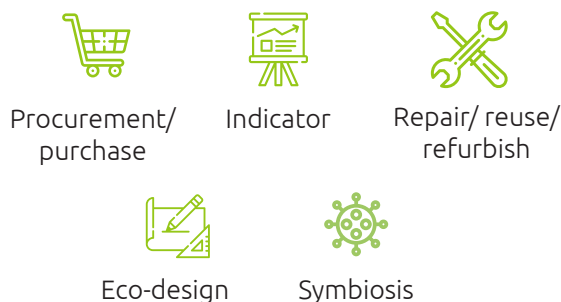 Procurement/
purchase
Indicator
Repair/ reuse/
refurbish
Eco-design
Symbiosis